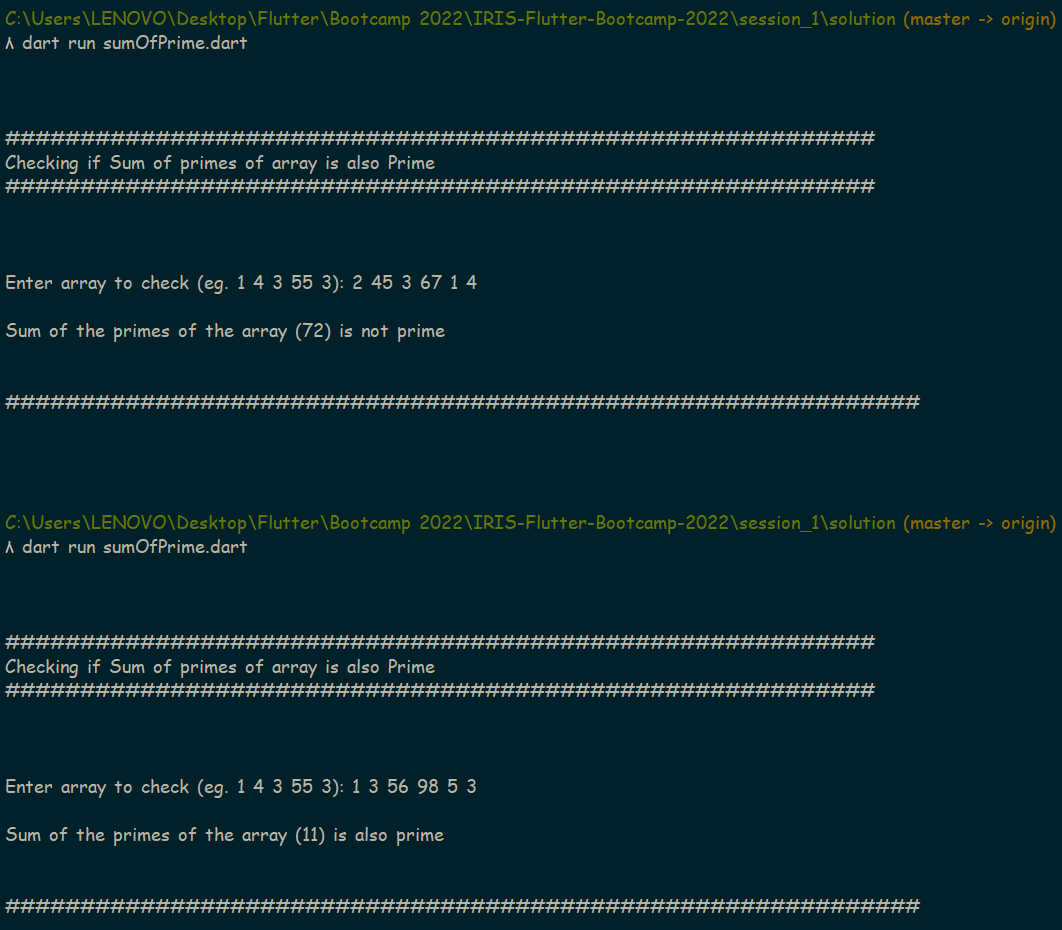 C:\Users\LENOVO\Desktop\Flutter\Bootcamp 2022\IRIS-Flutter-Bootcamp-2022\session_1\solution (master -> origin)
λ dart run sumOfPrime.dart
##########################################################
Checking if Sum of primes of array is also Prime
##########################################################
Enter array to check (eg. 1 4 3 55 3): 2 45 3 67 1 4
Sum of the primes of the array (72) is not prime
#############################################################
C:\Users\LENOVO\Desktop\Flutter\Bootcamp 2022\IRIS-Flutter-Bootcamp-2022\session_1\solution (master -> origin)
λ dart run sumOfPrime.dart
##########################################################
Checking if Sum of primes of array is also Prime
##########################################################
Enter array to check (eg. 1 4 3 55 3): 1 3 56 98 5 3
Sum of the primes of the array (11) is also prime
#############################################################